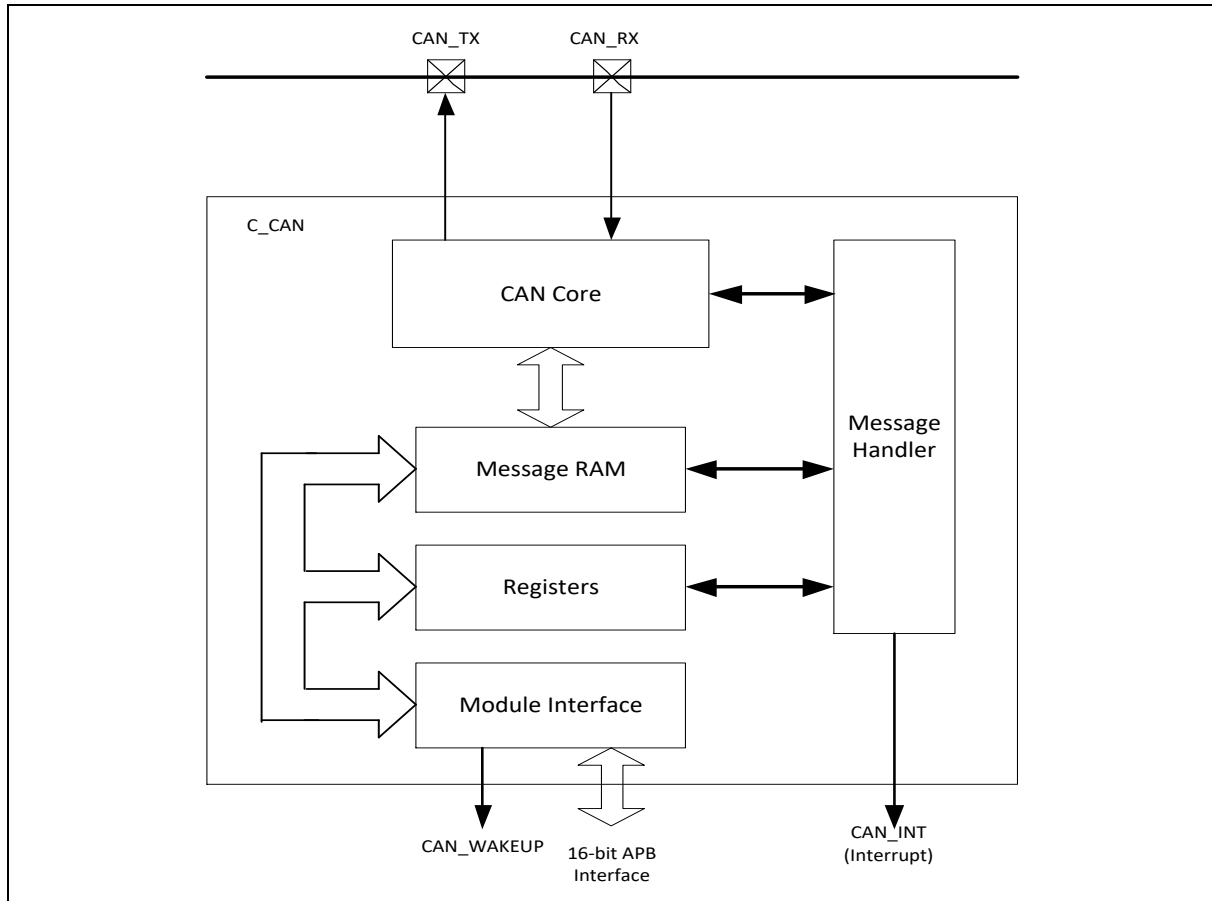 CAN_TX
CAN_RX
C_CAN
CAN Core
Message
Handler
Message RAM
Registers
Module Interface
CAN_WAKEUP
16-bit APB
Interface
CAN_INT
(Interrupt)